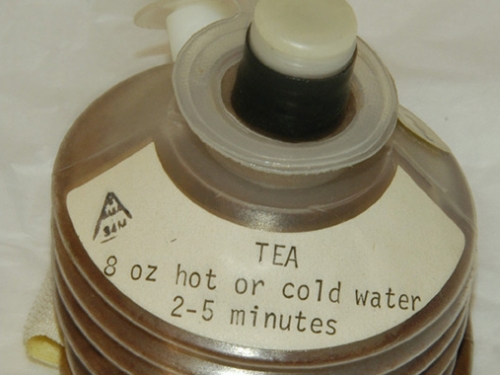 TEA
8 oz hot or cold water
2-5 minutes